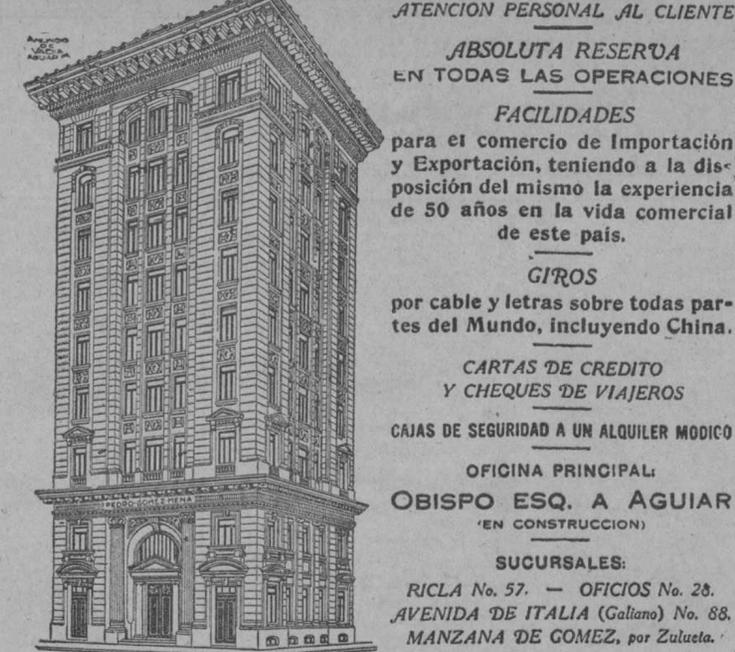 ANUNCIO
DE
VADIA
AGUIAR
PEDRO GOMEZ MENA
ATENCION PERSONAL AL CLIENTE
ABSOLUTA RESERVA
EN TODAS LAS OPERACIONES
FACILIDADES
para el comercio de Importación
y Exportación, teniendo a la dis-
posición del mismo la experiencia
de 50 años en la vida comercial
de este país.
GIROS
por cable y letras sobre todas par-
tes del Mundo, incluyendo China.
CARTAS DE CREDITO
Y CHEQUES DE VIAJEROS
CAJAS DE SEGURIDAD A UN ALQUILER MODICO
OFICINA PRINCIPAL:
OBISPO ESQ. A AGUIAR
(EN CONSTRUCCION)
SUCURSALES:
RICLA No. 57. — OFICIOS No. 28.
AVENIDA DE ITALIA (Galiano) No. 88.
MANZANA DE GOMEZ, por Zulueta.